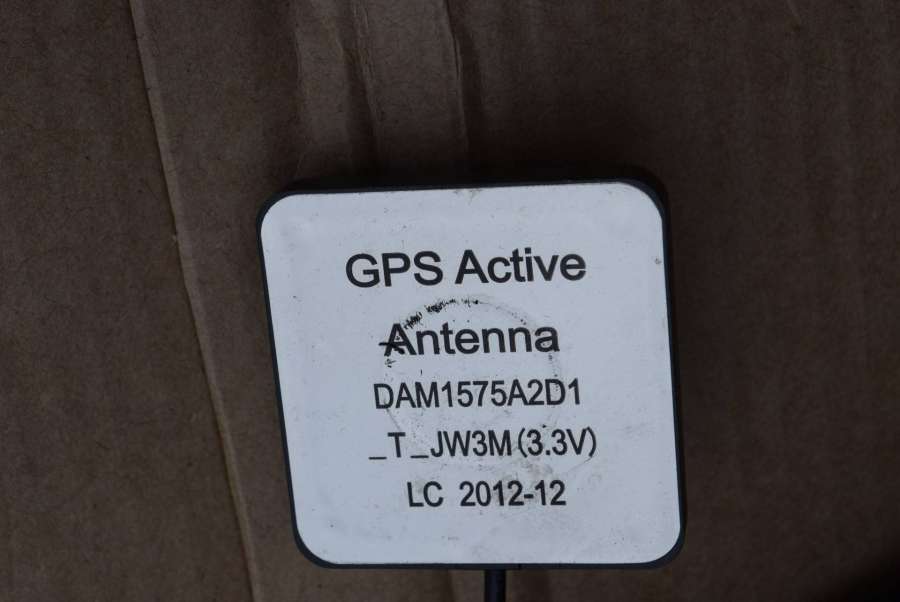 GPS Active
Antenna
DAM1575A2D1
_T_JW3M(3.3V)
LC 2012-12